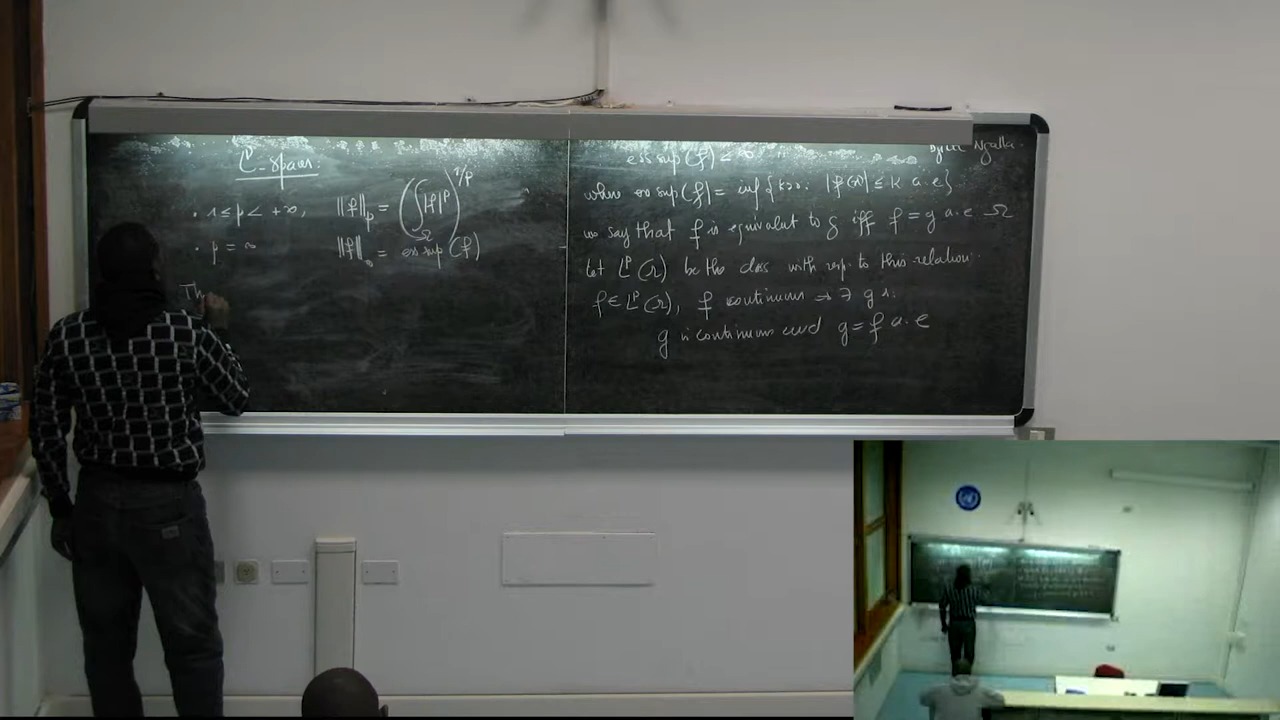 L^p-spaces:
. 1 ≤ p < +∞, ‖f‖_p = (∫_Ω |f|^p)^{1/p}
. p = ∞ ‖f‖_∞ = ess sup (f)
Th
ess sup (f) < ∞
where ess sup (f) = inf { k>0: |f(x)| ≤ k a.e }
we say that f is equivalent to g iff f = g a.e Ω
Let L^p(Ω) be the class with resp. to this relation.
f ∈ L^p(Ω), f continuous → ∃ g s.
g is continuous and g = f a.e